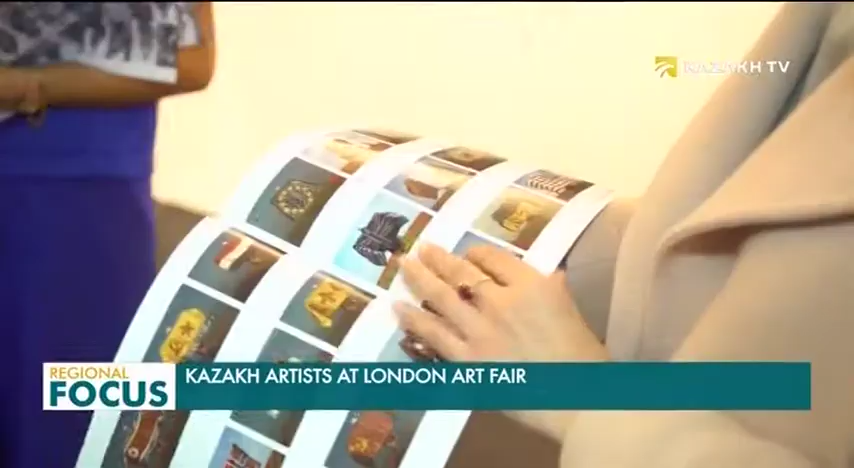 KAZAKH TV
REGIONAL
FOCUS
KAZAKH ARTISTS AT LONDON ART FAIR